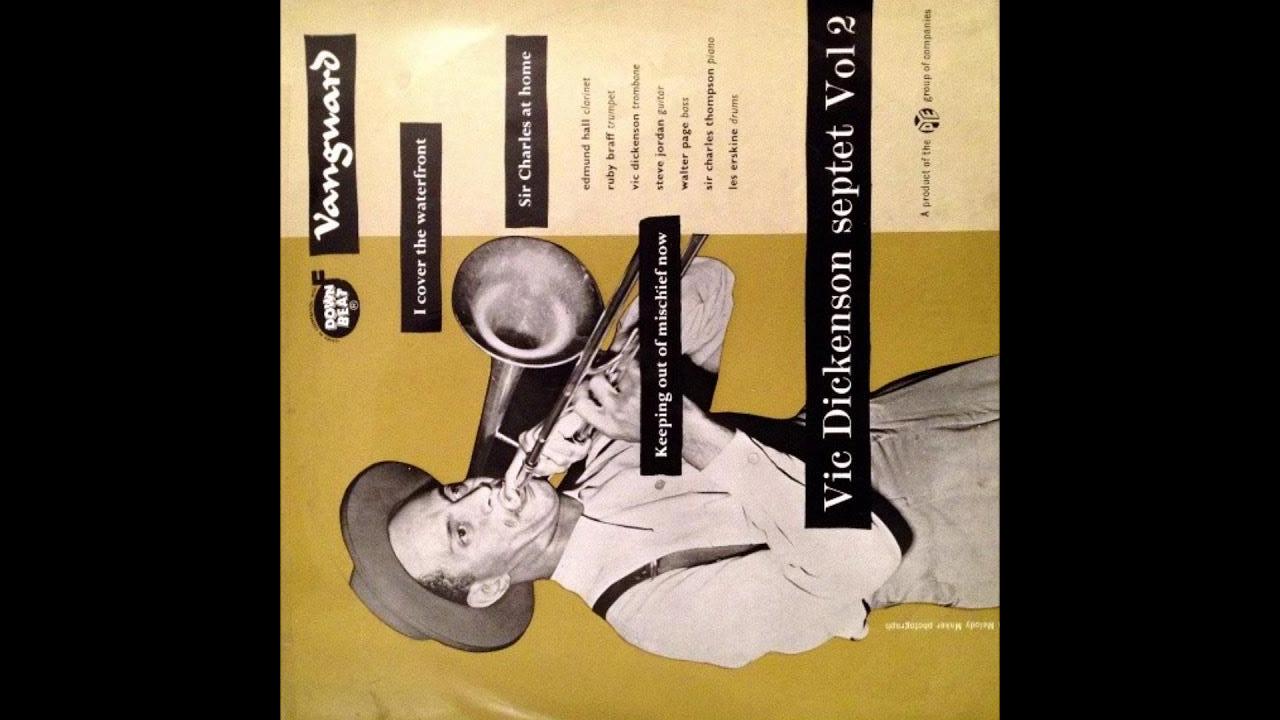 Vanguard
DOWN
BEAT
®
I cover the waterfront
Sir Charles at home
edmund hall clarinet
ruby braff trumpet
vic dickenson trombone
steve jordan guitar
walter page bass
sir charles thompson piano
les erskine drums
Keeping out of mischief now
Vic Dickenson septet Vol 2
A product of the PYE group of companies
Melody Maker photograph